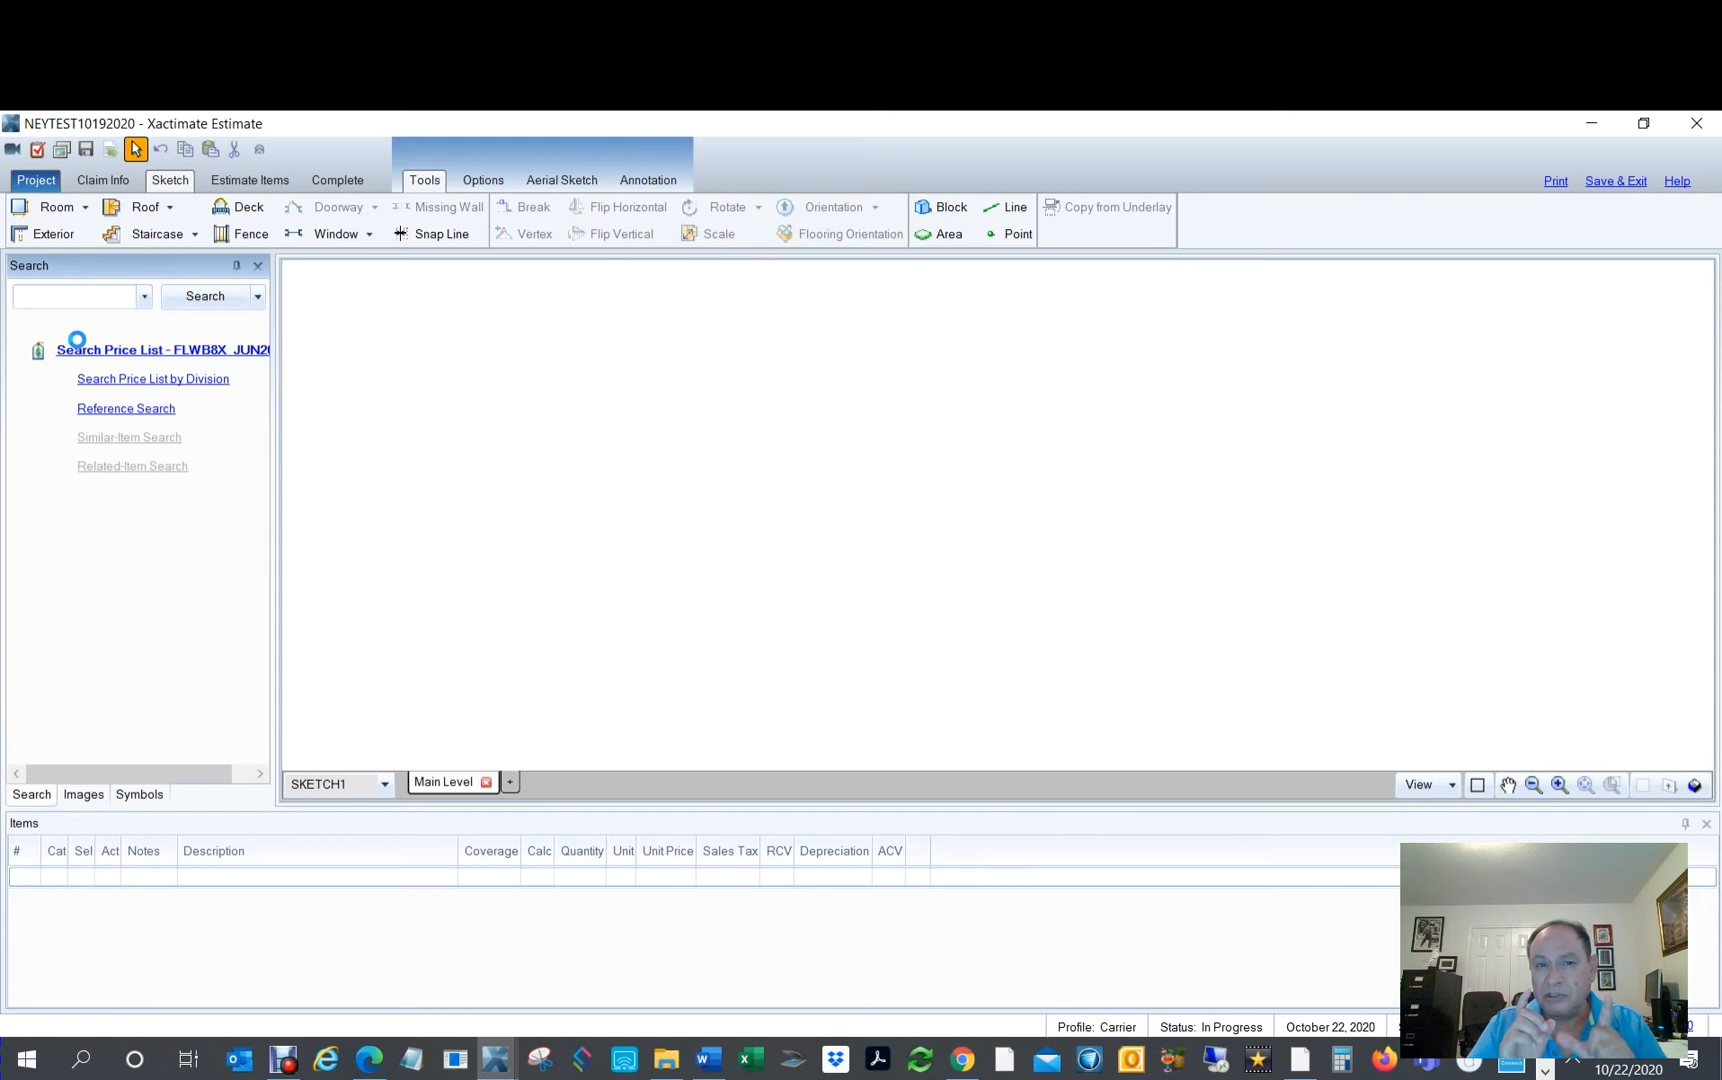 NEYTEST10192020 - Xactimate Estimate
Project Claim Info Sketch Estimate Items Complete Tools Options Aerial Sketch Annotation Print Save & Exit Help
Room Roof Deck Doorway Missing Wall Break Flip Horizontal Rotate Orientation Block Line Copy from Underlay
Exterior Staircase Fence Window Snap Line Vertex Flip Vertical Scale Flooring Orientation Area Point
Search
Search
Search Price List - FLWB8X_JUN20
Search Price List by Division
Reference Search
Similar-Item Search
Related-Item Search
SKETCH1 Main Level + View
Search Images Symbols
Items
# Cat Sel Act Notes Description Coverage Calc Quantity Unit Unit Price Sales Tax RCV Depreciation ACV
Profile: Carrier Status: In Progress October 22, 2020
10/22/2020